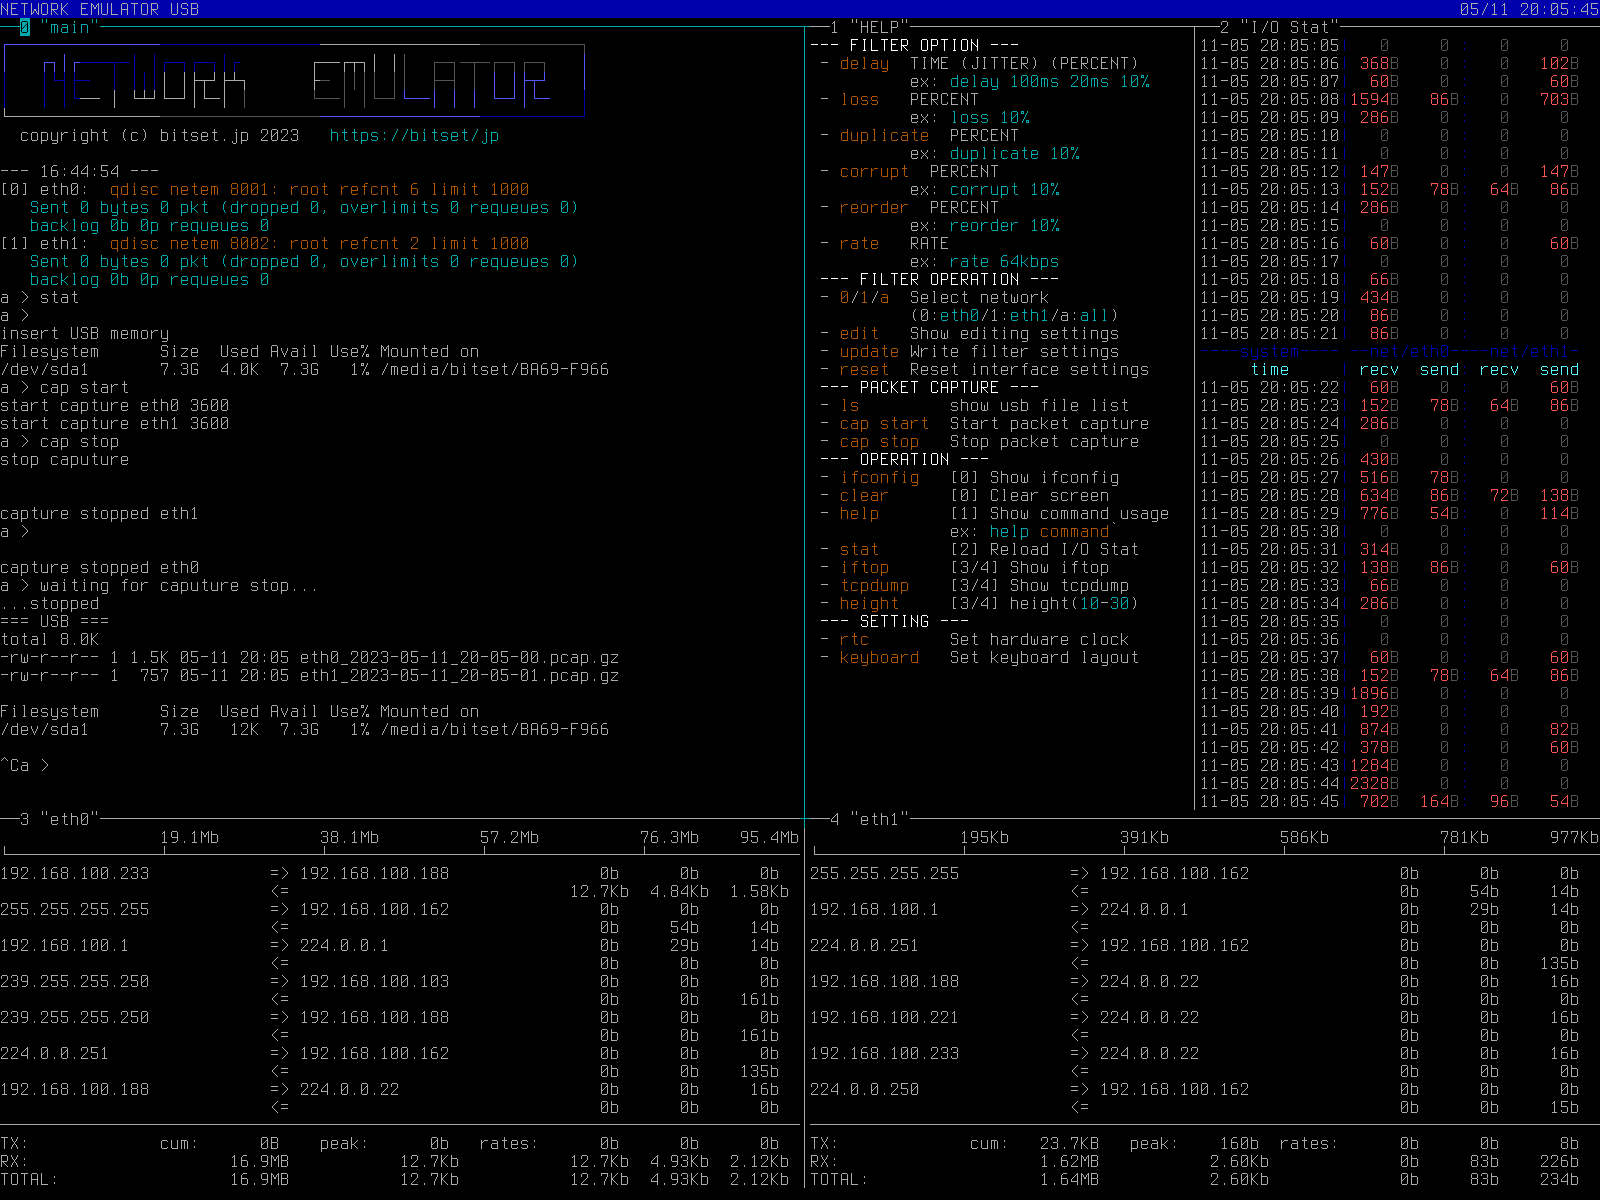 NETWORK EMULATOR USB 05/11 20:05:45
0 "main"
NETWORK EMULATOR
copyright (c) bitset.jp 2023 https://bitset/jp
--- 16:44:54 ---
[0] eth0: qdisc netem 8001: root refcnt 6 limit 1000
Sent 0 bytes 0 pkt (dropped 0, overlimits 0 requeues 0)
backlog 0b 0p requeues 0
[1] eth1: qdisc netem 8002: root refcnt 2 limit 1000
Sent 0 bytes 0 pkt (dropped 0, overlimits 0 requeues 0)
backlog 0b 0p requeues 0
a > stat
a >
insert USB memory
Filesystem Size Used Avail Use% Mounted on
/dev/sda1 7.3G 4.0K 7.3G 1% /media/bitset/BA69-F966
a > cap start
start capture eth0 3600
start capture eth1 3600
a > cap stop
stop caputure
capture stopped eth1
a >
capture stopped eth0
a > waiting for caputure stop...
...stopped
=== USB ===
total 8.0K
-rw-r--r-- 1 1.5K 05-11 20:05 eth0_2023-05-11_20-05-00.pcap.gz
-rw-r--r-- 1 757 05-11 20:05 eth1_2023-05-11_20-05-01.pcap.gz
Filesystem Size Used Avail Use% Mounted on
/dev/sda1 7.3G 12K 7.3G 1% /media/bitset/BA69-F966
^Ca >
1 "HELP"
--- FILTER OPTION ---
- delay TIME (JITTER) (PERCENT)
ex: delay 100ms 20ms 10%
- loss PERCENT
ex: loss 10%
- duplicate PERCENT
ex: duplicate 10%
- corrupt PERCENT
ex: corrupt 10%
- reorder PERCENT
ex: reorder 10%
- rate RATE
ex: rate 64kbps
--- FILTER OPERATION ---
- 0/1/a Select network
(0:eth0/1:eth1/a:all)
- edit Show editing settings
- update Write filter settings
- reset Reset interface settings
--- PACKET CAPTURE ---
- ls show usb file list
- cap start Start packet capture
- cap stop Stop packet capture
--- OPERATION ---
- ifconfig [0] Show ifconfig
- clear [0] Clear screen
- help [1] Show command usage
ex: help command`
- stat [2] Reload I/O Stat
- iftop [3/4] Show iftop
- tcpdump [3/4] Show tcpdump
- height [3/4] height(10-30)
--- SETTING ---
- rtc Set hardware clock
- keyboard Set keyboard layout
2 "I/O Stat"
11-05 20:05:05| 0 0 : 0 0
11-05 20:05:06| 368B 0 : 0 102B
11-05 20:05:07| 60B 0 : 0 60B
11-05 20:05:08|1594B 86B: 0 703B
11-05 20:05:09| 286B 0 : 0 0
11-05 20:05:10| 0 0 : 0 0
11-05 20:05:11| 0 0 : 0 0
11-05 20:05:12| 147B 0 : 0 147B
11-05 20:05:13| 152B 78B: 64B 86B
11-05 20:05:14| 286B 0 : 0 0
11-05 20:05:15| 0 0 : 0 0
11-05 20:05:16| 60B 0 : 0 60B
11-05 20:05:17| 0 0 : 0 0
11-05 20:05:18| 66B 0 : 0 0
11-05 20:05:19| 434B 0 : 0 0
11-05 20:05:20| 86B 0 : 0 0
11-05 20:05:21| 86B 0 : 0 0
----system---- --net/eth0----net/eth1-
time | recv send: recv send
11-05 20:05:22| 60B 0 : 0 60B
11-05 20:05:23| 152B 78B: 64B 86B
11-05 20:05:24| 286B 0 : 0 0
11-05 20:05:25| 0 0 : 0 0
11-05 20:05:26| 430B 0 : 0 0
11-05 20:05:27| 516B 78B: 0 0
11-05 20:05:28| 634B 86B: 72B 138B
11-05 20:05:29| 776B 54B: 0 114B
11-05 20:05:30| 0 0 : 0 0
11-05 20:05:31| 314B 0 : 0 0
11-05 20:05:32| 138B 86B: 0 60B
11-05 20:05:33| 66B 0 : 0 0
11-05 20:05:34| 286B 0 : 0 0
11-05 20:05:35| 0 0 : 0 0
11-05 20:05:36| 0 0 : 0 0
11-05 20:05:37| 60B 0 : 0 60B
11-05 20:05:38| 152B 78B: 64B 86B
11-05 20:05:39|1896B 0 : 0 0
11-05 20:05:40| 192B 0 : 0 0
11-05 20:05:41| 874B 0 : 0 82B
11-05 20:05:42| 378B 0 : 0 60B
11-05 20:05:43|1284B 0 : 0 0
11-05 20:05:44|2328B 0 : 0 0
11-05 20:05:45| 702B 164B: 96B 54B
3 "eth0"
19.1Mb 38.1Mb 57.2Mb 76.3Mb 95.4Mb
192.168.100.233 => 192.168.100.188 0b 0b 0b
<= 12.7Kb 4.84Kb 1.58Kb
255.255.255.255 => 192.168.100.162 0b 0b 0b
<= 0b 54b 14b
192.168.100.1 => 224.0.0.1 0b 29b 14b
<= 0b 0b 0b
239.255.255.250 => 192.168.100.103 0b 0b 0b
<= 0b 0b 161b
239.255.255.250 => 192.168.100.188 0b 0b 0b
<= 0b 0b 161b
224.0.0.251 => 192.168.100.162 0b 0b 0b
<= 0b 0b 135b
192.168.100.188 => 224.0.0.22 0b 0b 16b
<= 0b 0b 0b
TX: cum: 0B peak: 0b rates: 0b 0b 0b
RX: 16.9MB 12.7Kb 12.7Kb 4.93Kb 2.12Kb
TOTAL: 16.9MB 12.7Kb 12.7Kb 4.93Kb 2.12Kb
4 "eth1"
195Kb 391Kb 586Kb 781Kb 977Kb
255.255.255.255 => 192.168.100.162 0b 0b 0b
<= 0b 54b 14b
192.168.100.1 => 224.0.0.1 0b 29b 14b
<= 0b 0b 0b
224.0.0.251 => 192.168.100.162 0b 0b 0b
<= 0b 0b 135b
192.168.100.188 => 224.0.0.22 0b 0b 16b
<= 0b 0b 0b
192.168.100.221 => 224.0.0.22 0b 0b 16b
<= 0b 0b 0b
192.168.100.233 => 224.0.0.22 0b 0b 16b
<= 0b 0b 0b
224.0.0.250 => 192.168.100.162 0b 0b 0b
<= 0b 0b 15b
TX: cum: 23.7KB peak: 160b rates: 0b 0b 8b
RX: 1.62MB 2.60Kb 0b 83b 226b
TOTAL: 1.64MB 2.60Kb 0b 83b 234b